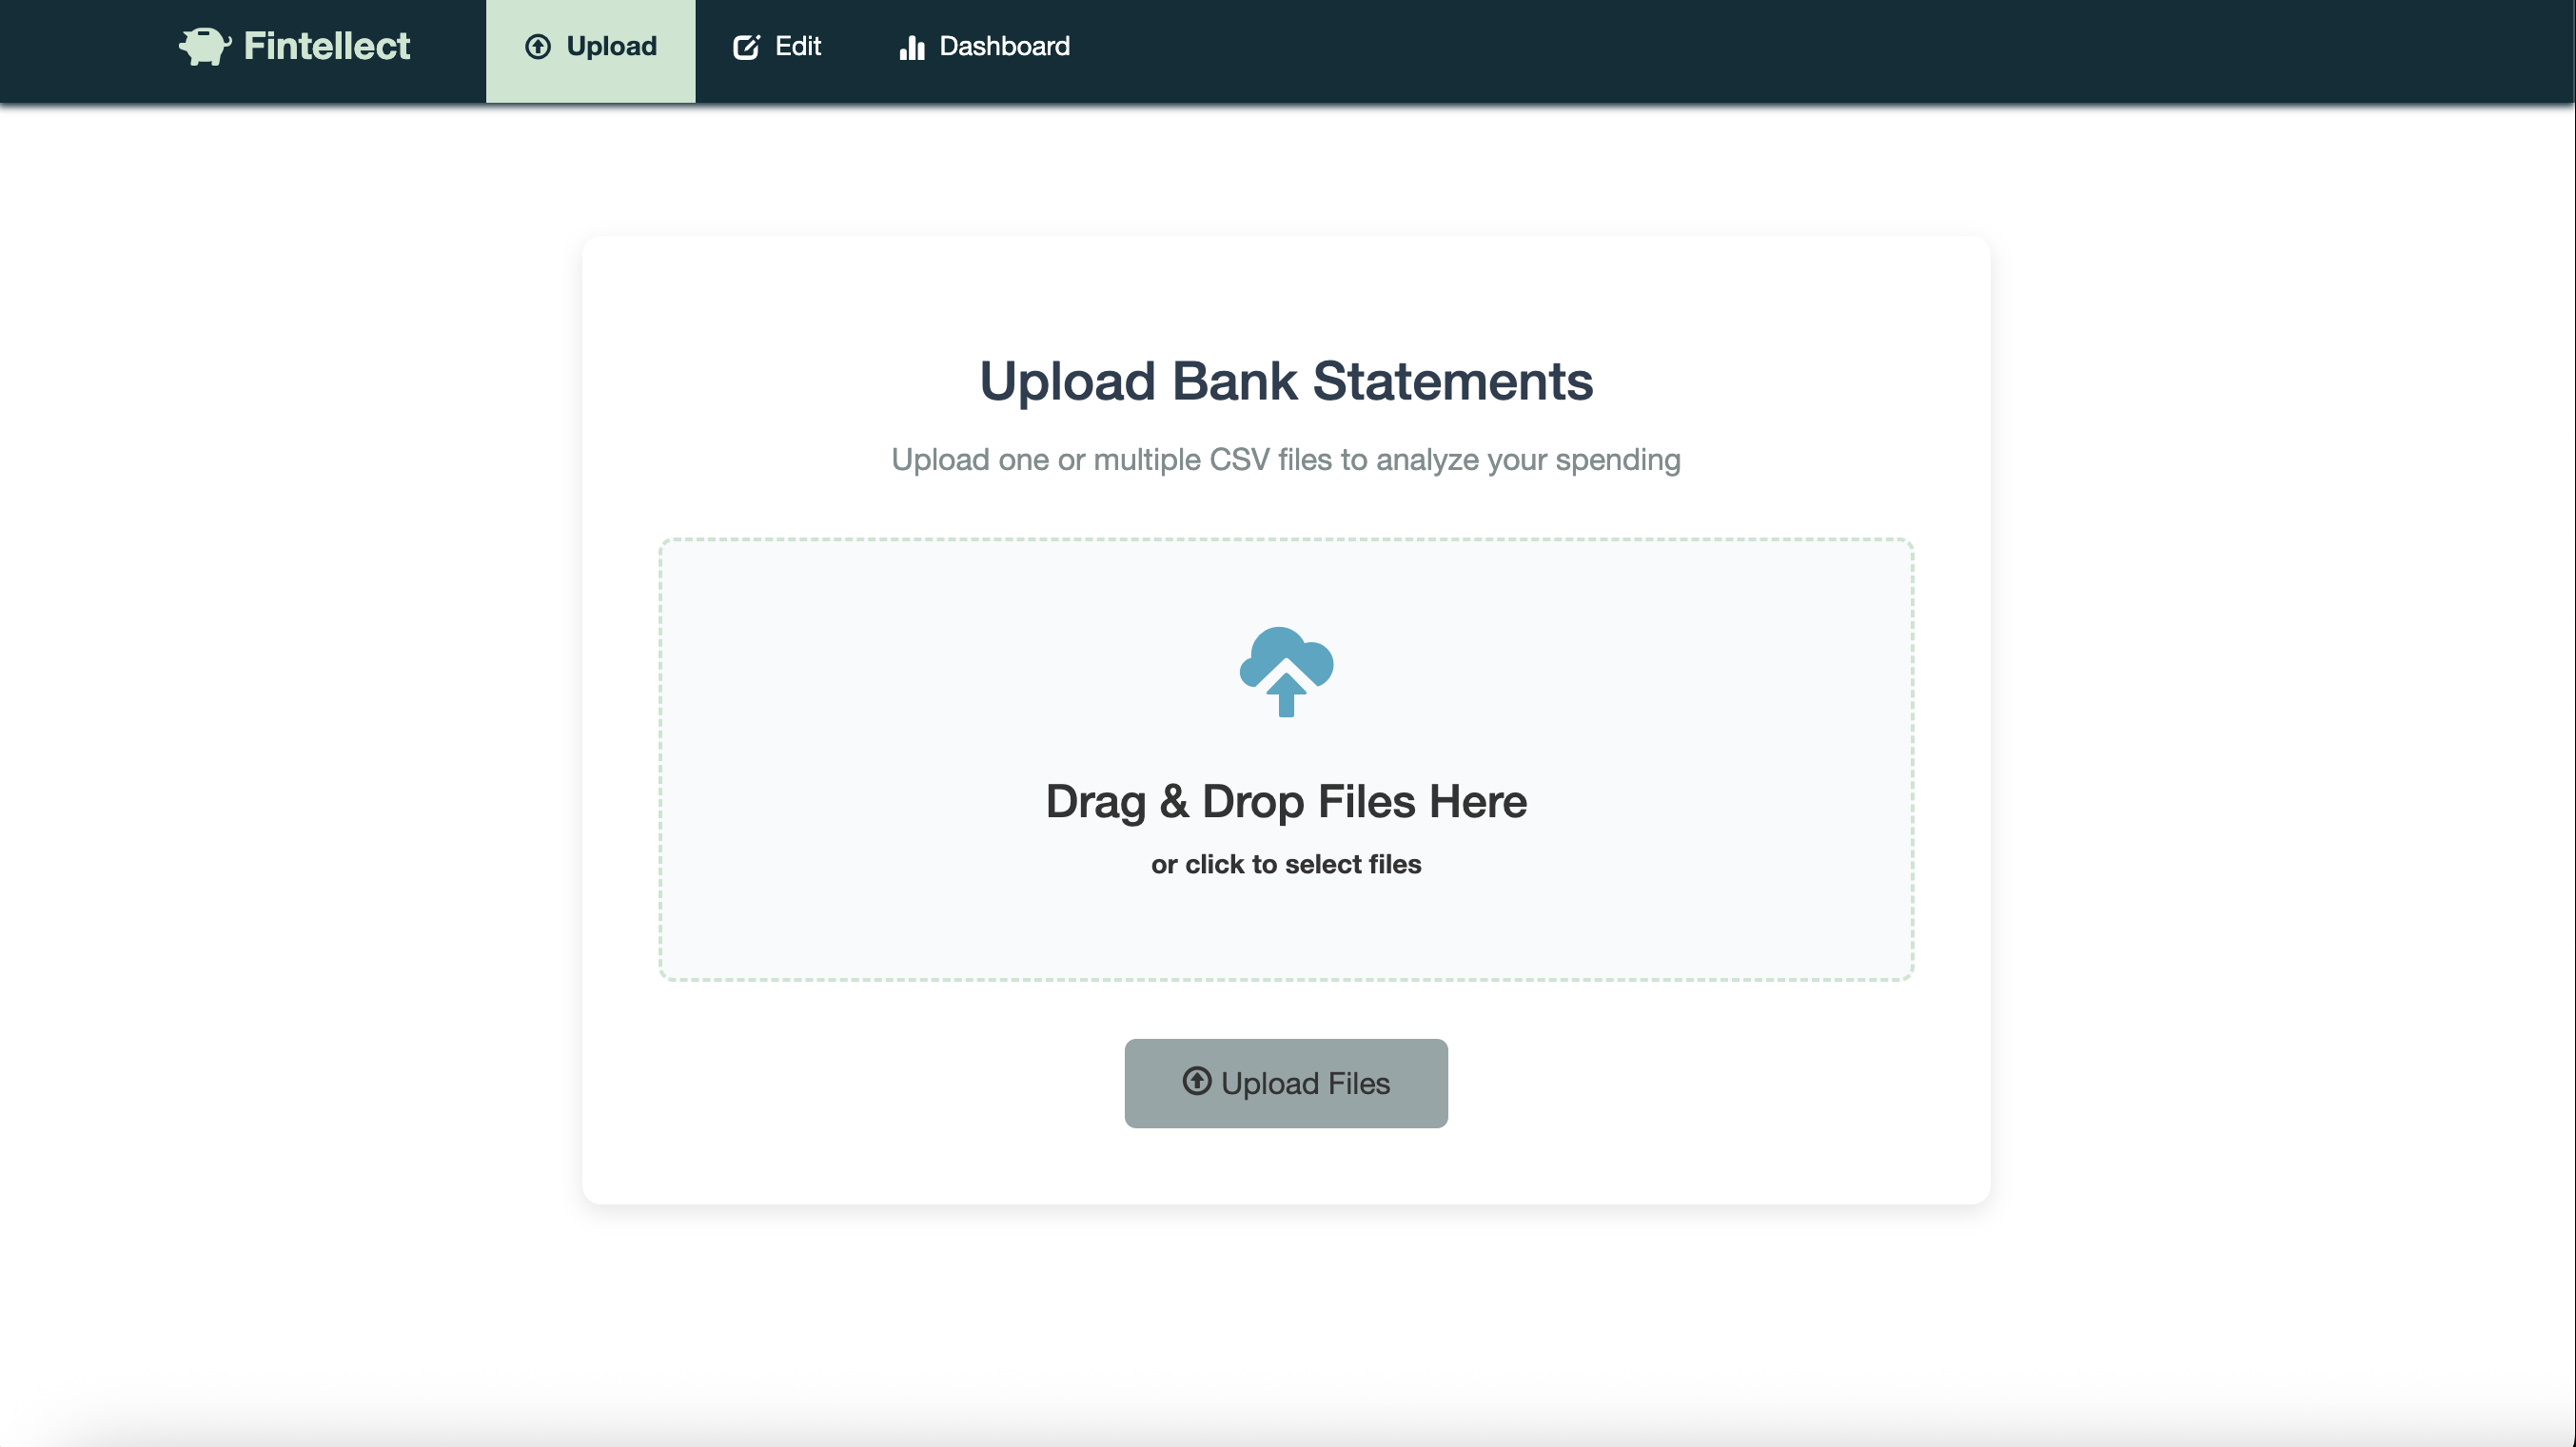 Fintellect
Upload
Edit
Dashboard
Upload Bank Statements
Upload one or multiple CSV files to analyze your spending
Drag & Drop Files Here
or click to select files
Upload Files